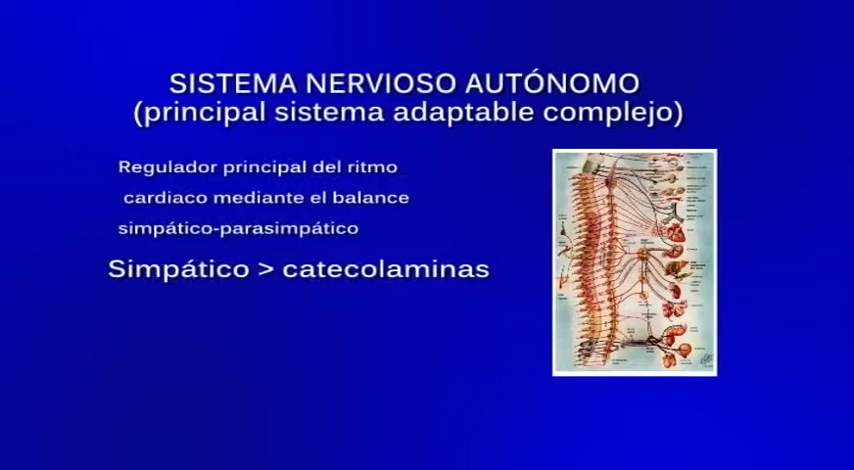 SISTEMA NERVIOSO AUTÓNOMO
(principal sistema adaptable complejo)
Regulador principal del ritmo
cardiaco mediante el balance
simpático-parasimpático
Simpático > catecolaminas